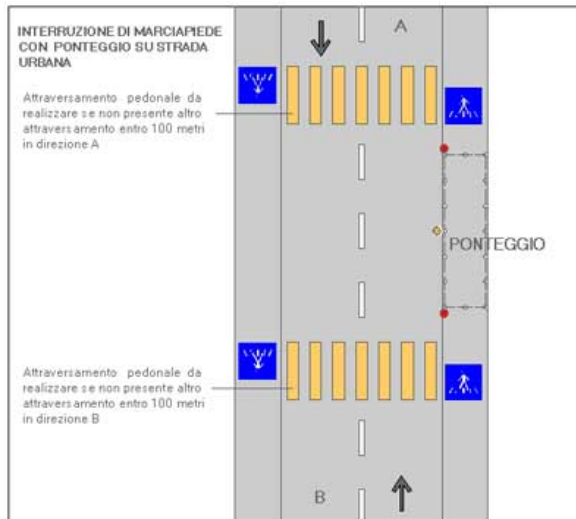 INTERRUZIONE DI MARCIAPIEDE
CON PONTEGGIO SU STRADA
URBANA
A
Attraversamento pedonale da
realizzare se non presente altro
attraversamento entro 100 metri
in direzione A
PONTEGGIO
Attraversamento pedonale da
realizzare se non presente altro
attraversamento entro 100 metri
in direzione B
B